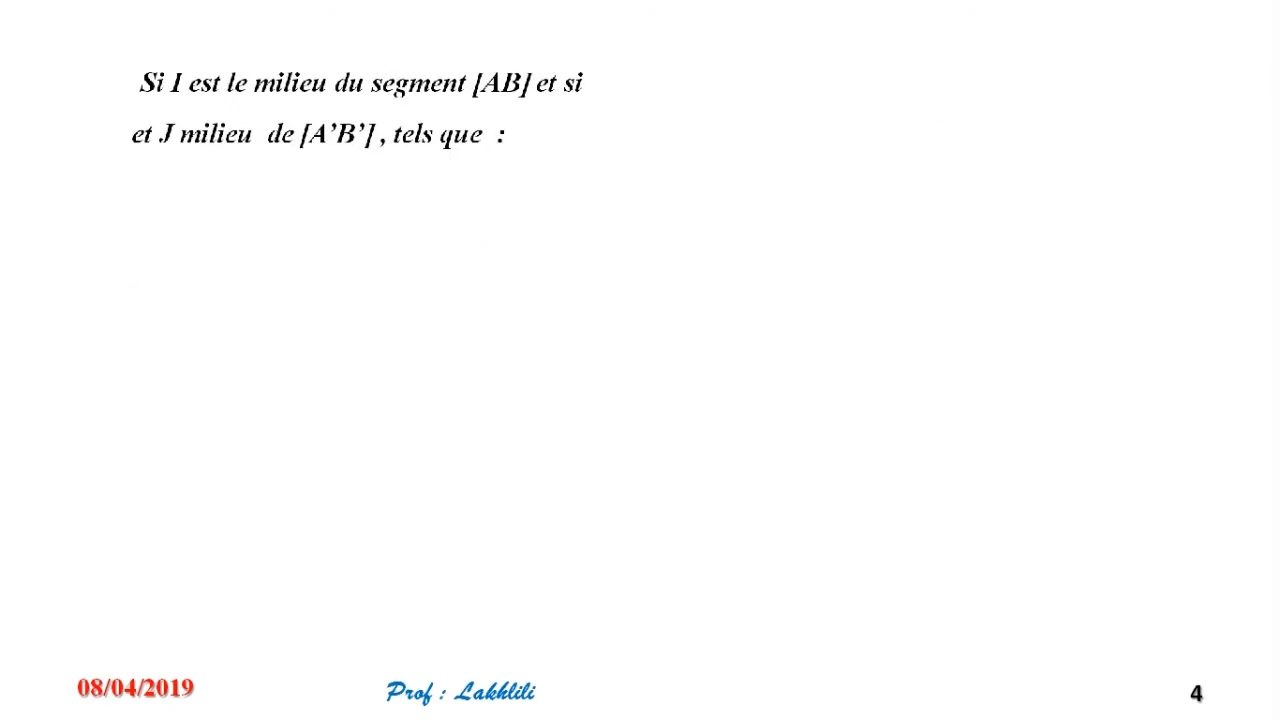 Si I est le milieu du segment [AB] et si
et J milieu de [A’B’] , tels que :
08/04/2019
Prof : Lakhlili
4